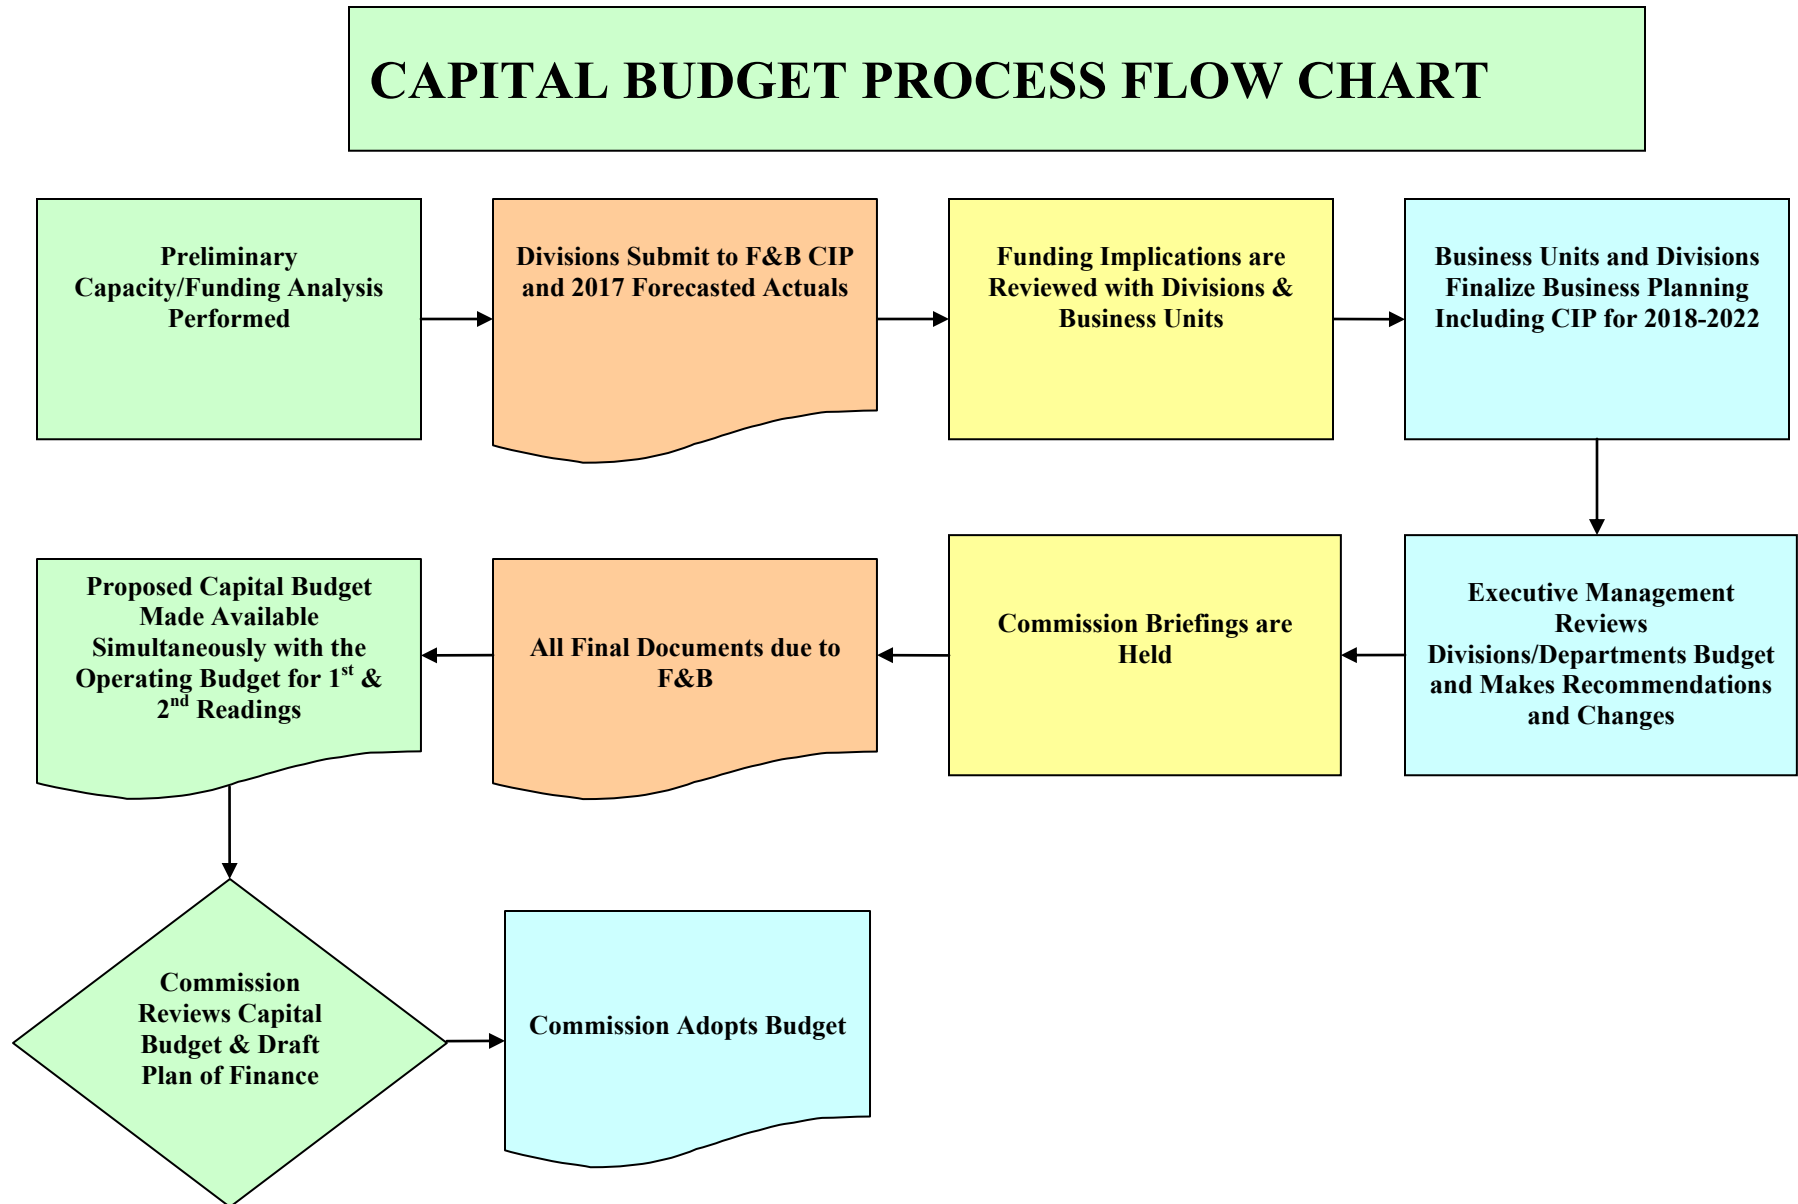 CAPITAL BUDGET PROCESS FLOW CHART
Preliminary
Capacity/Funding Analysis
Performed
Divisions Submit to F&B CIP
and 2017 Forecasted Actuals
Funding Implications are
Reviewed with Divisions &
Business Units
Business Units and Divisions
Finalize Business Planning
Including CIP for 2018-2022
Executive Management
Reviews
Divisions/Departments Budget
and Makes Recommendations
and Changes
Commission Briefings are
Held
All Final Documents due to
F&B
Proposed Capital Budget
Made Available
Simultaneously with the
Operating Budget for 1st &
2nd Readings
Commission
Reviews Capital
Budget & Draft
Plan of Finance
Commission Adopts Budget